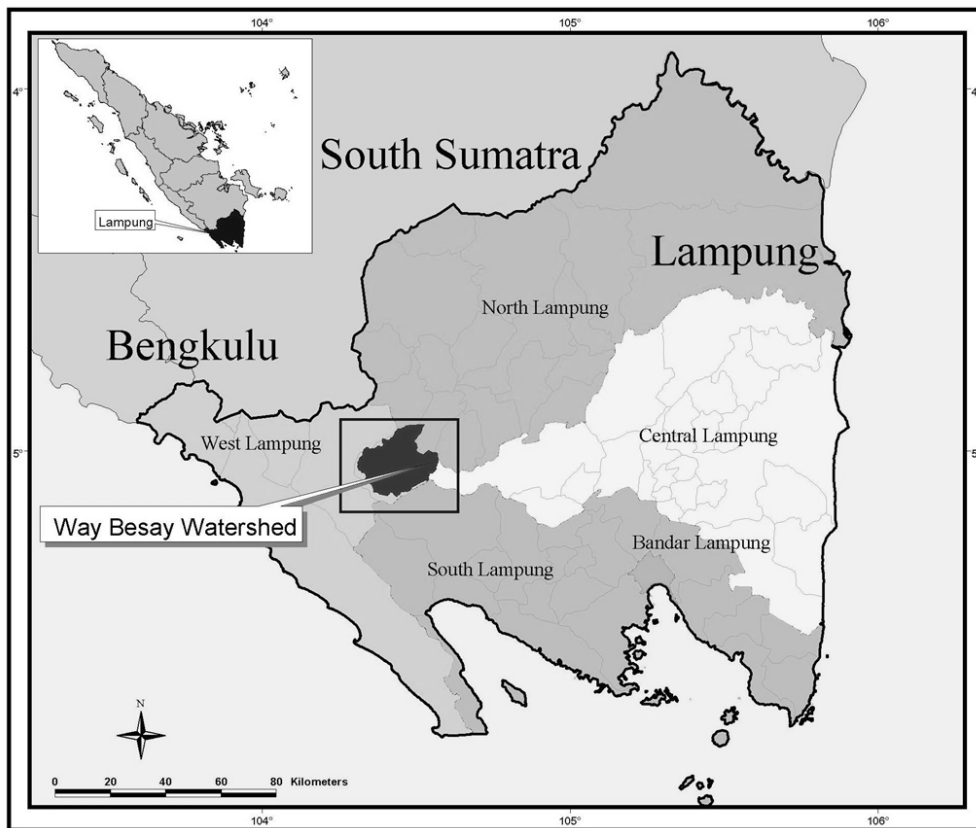 104
105
106
4
4
South Sumatra
Lampung
Lampung
North Lampung
Bengkulu
West Lampung
Central Lampung
5
5
Way Besay Watershed
Bandar Lampung
South Lampung
N
0 20 40 60 80 Kilometers
104
105
106